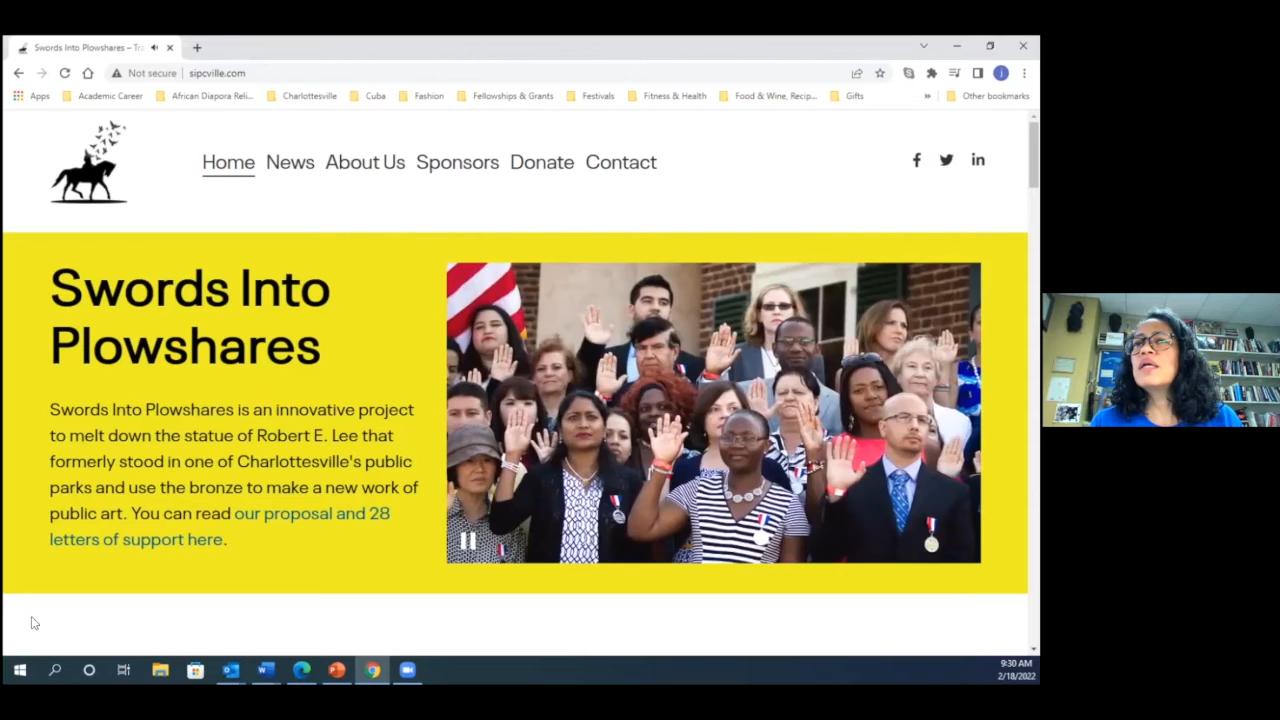 Swords Into Plowshares – Tra
Not secure
sipcville.com
Apps
Academic Career
African Diapora Reli...
Charlottesville
Cuba
Fashion
Fellowships & Grants
Festivals
Fitness & Health
Food & Wine, Recip...
Gifts
»
Other bookmarks
Home News About Us Sponsors Donate Contact
Swords Into
Plowshares
Swords Into Plowshares is an innovative project
to melt down the statue of Robert E. Lee that
formerly stood in one of Charlottesville's public
parks and use the bronze to make a new work of
public art. You can read our proposal and 28
letters of support here.
9:30 AM
2/18/2022